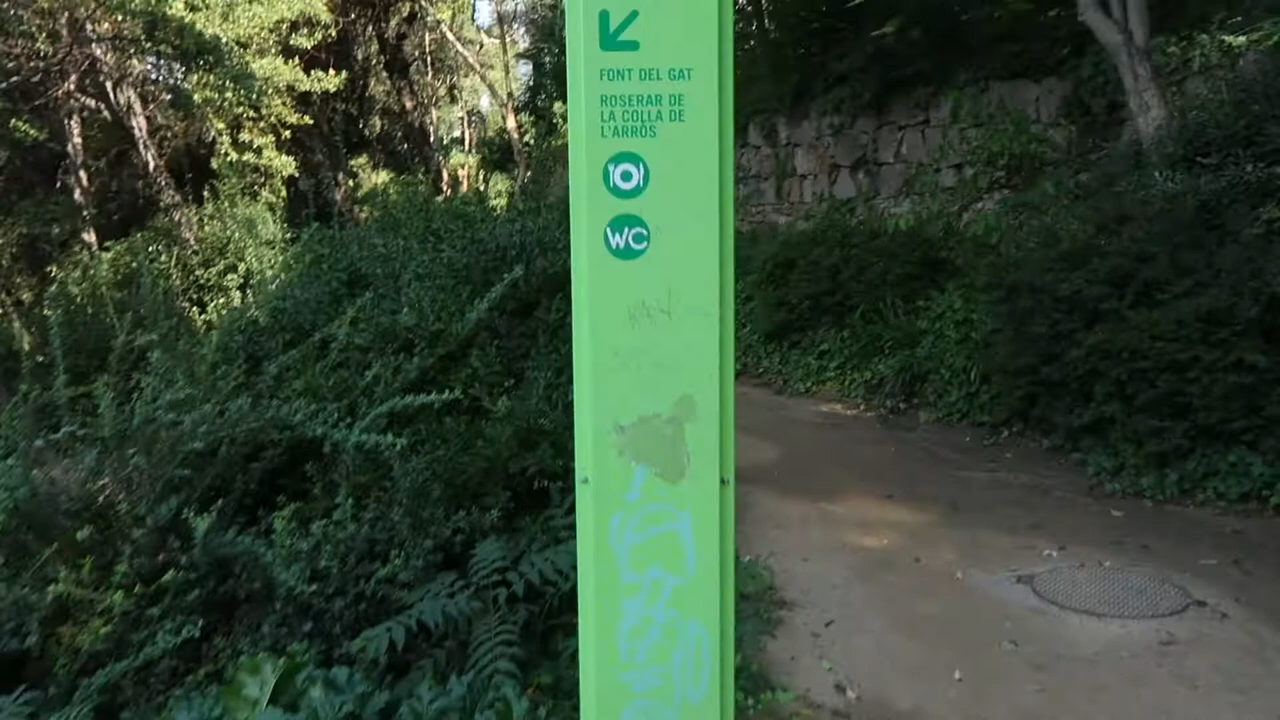 FONT DEL GAT
ROSERAR DE
LA COLLA DE
L'ARRÒS
WC